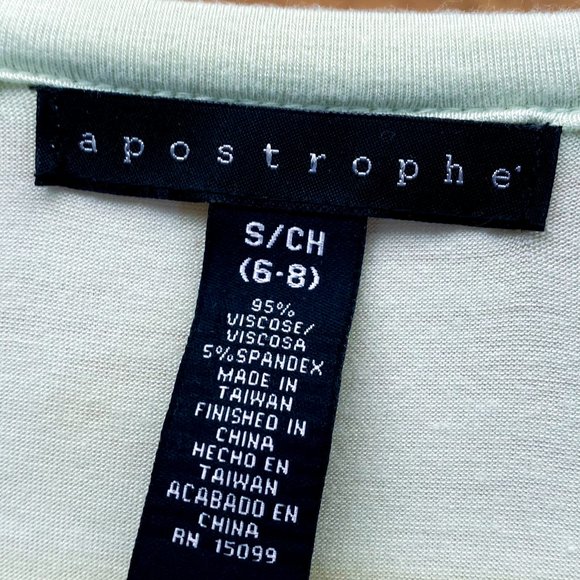 apostrophe
S/CH
(6-8)
95%
VISCOSE/
VISCOSA
5% SPANDEX
MADE IN
TAIWAN
FINISHED IN
CHINA
HECHO EN
TAIWAN
ACABADO EN
CHINA
RN 15099